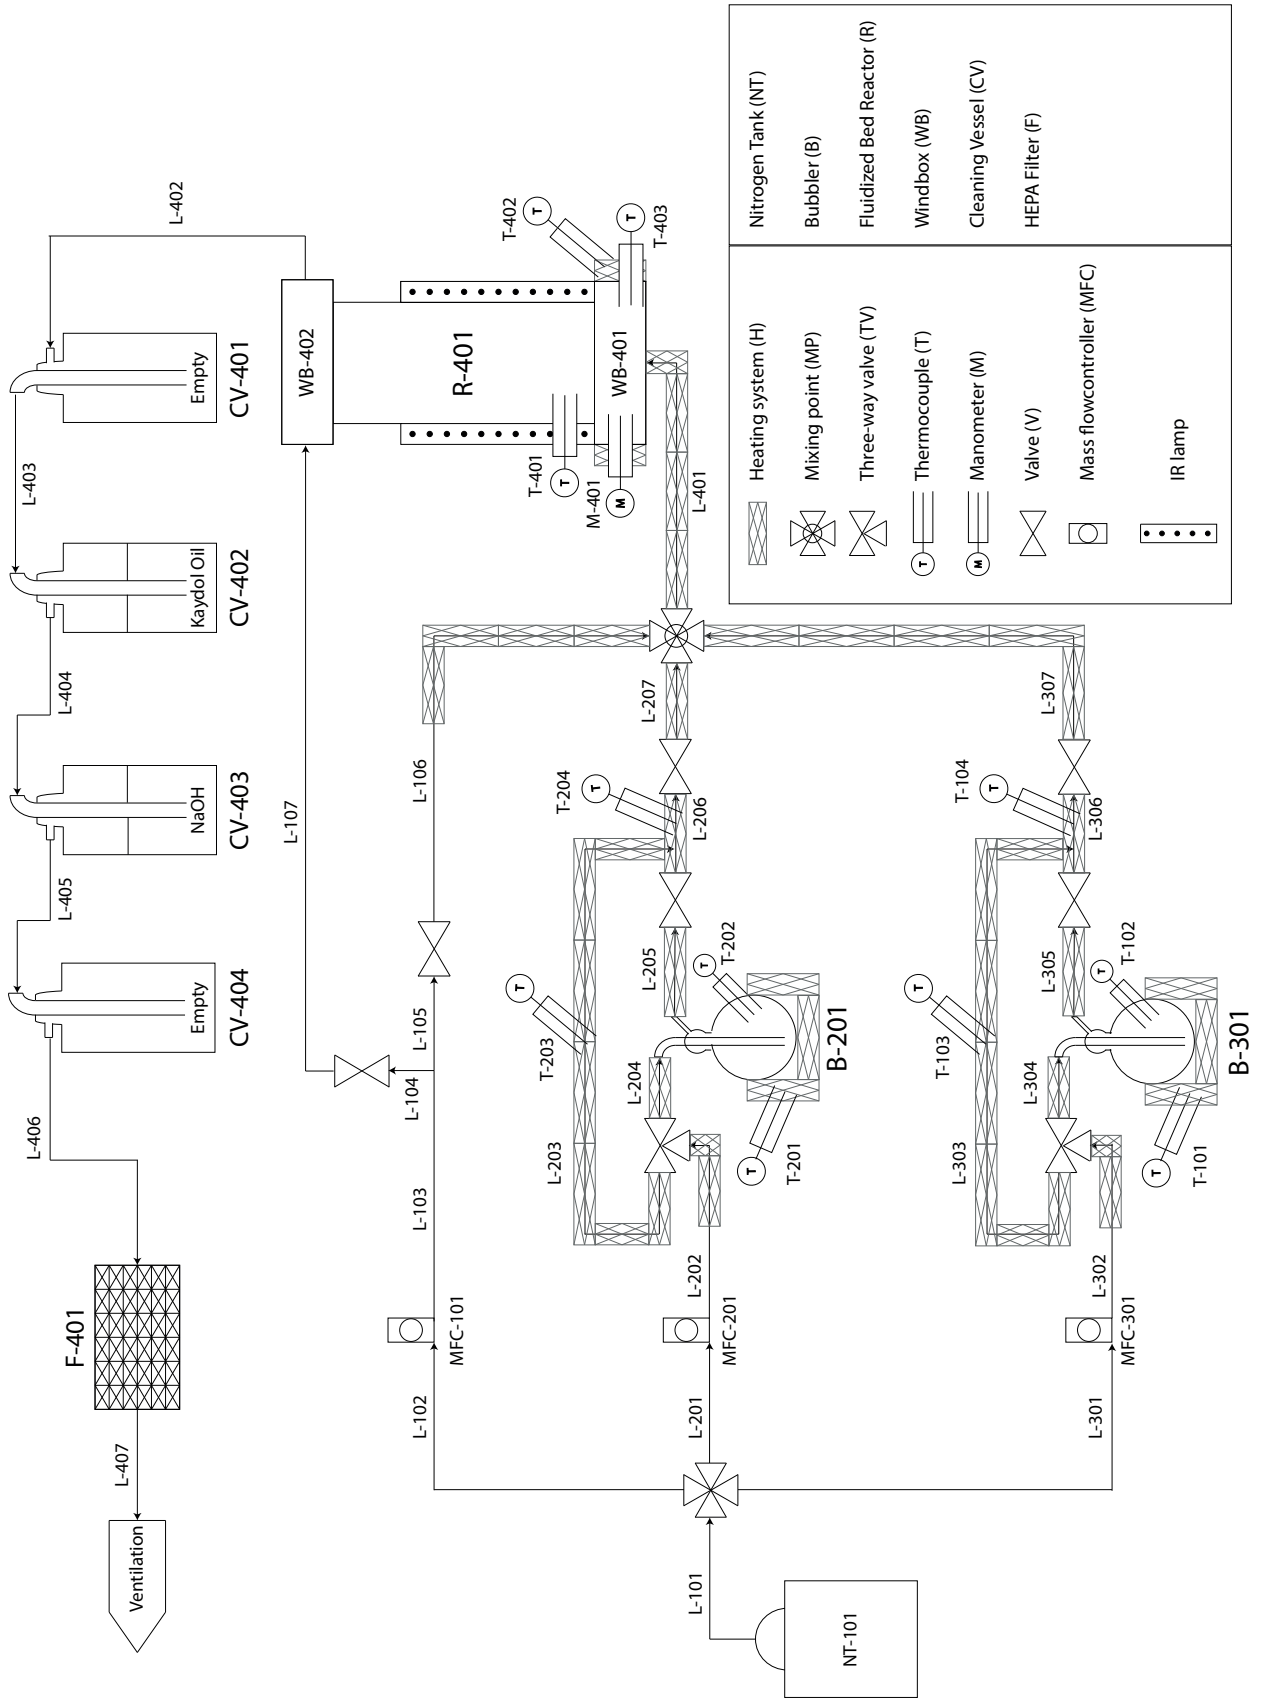 L-402
Empty
CV-401
L-403
Kaydol Oil
CV-402
L-404
NaOH
CV-403
L-405
Empty
CV-404
L-406
F-401
L-407
Ventilation
WB-402
R-401
WB-401
T-402
T
T-403
T
T-401
T
M-401
M
L-401
L-107
L-106
L-105
L-104
L-103
MFC-101
L-102
L-207
T-204
T
L-206
L-205
T-202
T
T
T-203
B-201
L-204
L-203
T
T-201
L-202
MFC-201
L-201
L-307
T-104
T
L-306
L-305
T-102
T
T
T-103
B-301
L-304
L-303
T
T-101
L-302
MFC-301
L-301
L-101
NT-101
Heating system (H)
Mixing point (MP)
Three-way valve (TV)
T
Thermocouple (T)
M
Manometer (M)
Valve (V)
Mass flowcontroller (MFC)
IR lamp
Nitrogen Tank (NT)
Bubbler (B)
Fluidized Bed Reactor (R)
Windbox (WB)
Cleaning Vessel (CV)
HEPA Filter (F)